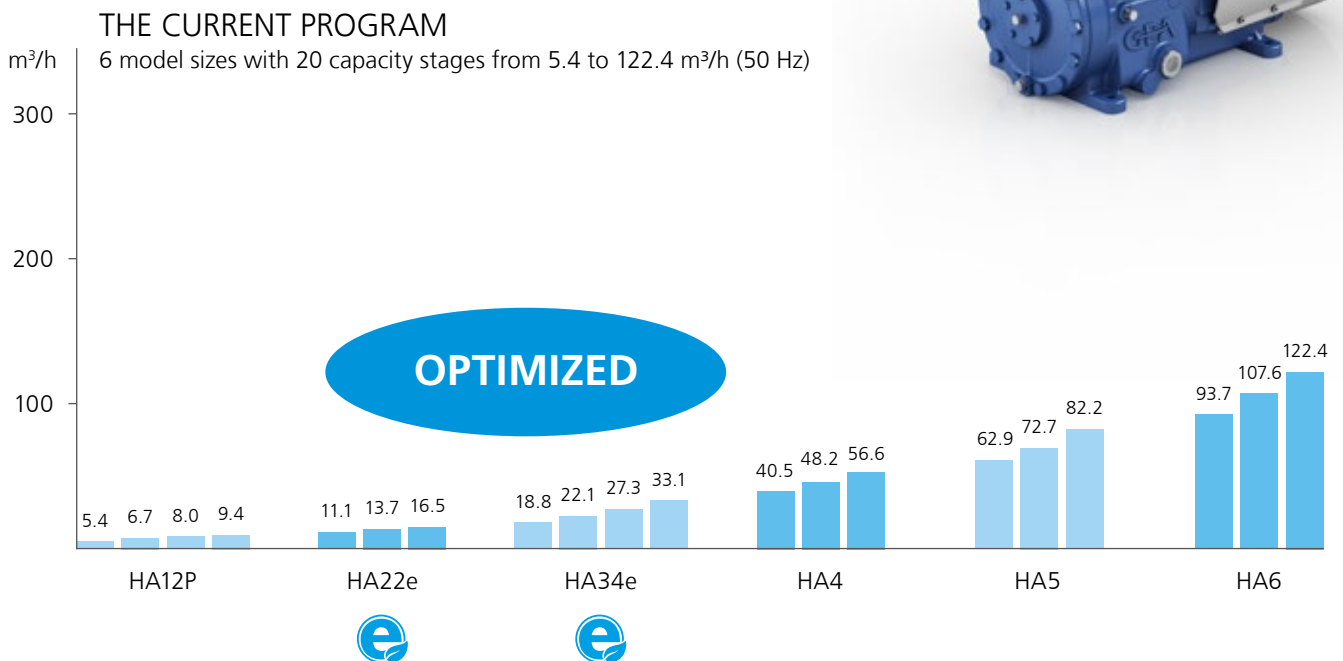 THE CURRENT PROGRAM
m³/h
6 model sizes with 20 capacity stages from 5.4 to 122.4 m³/h (50 Hz)
GEA
300
200
100
OPTIMIZED
5.4 6.7 8.0 9.4
11.1 13.7 16.5
18.8 22.1 27.3 33.1
40.5 48.2 56.6
62.9 72.7 82.2
93.7 107.6 122.4
HA12P HA22e HA34e HA4 HA5 HA6
e e